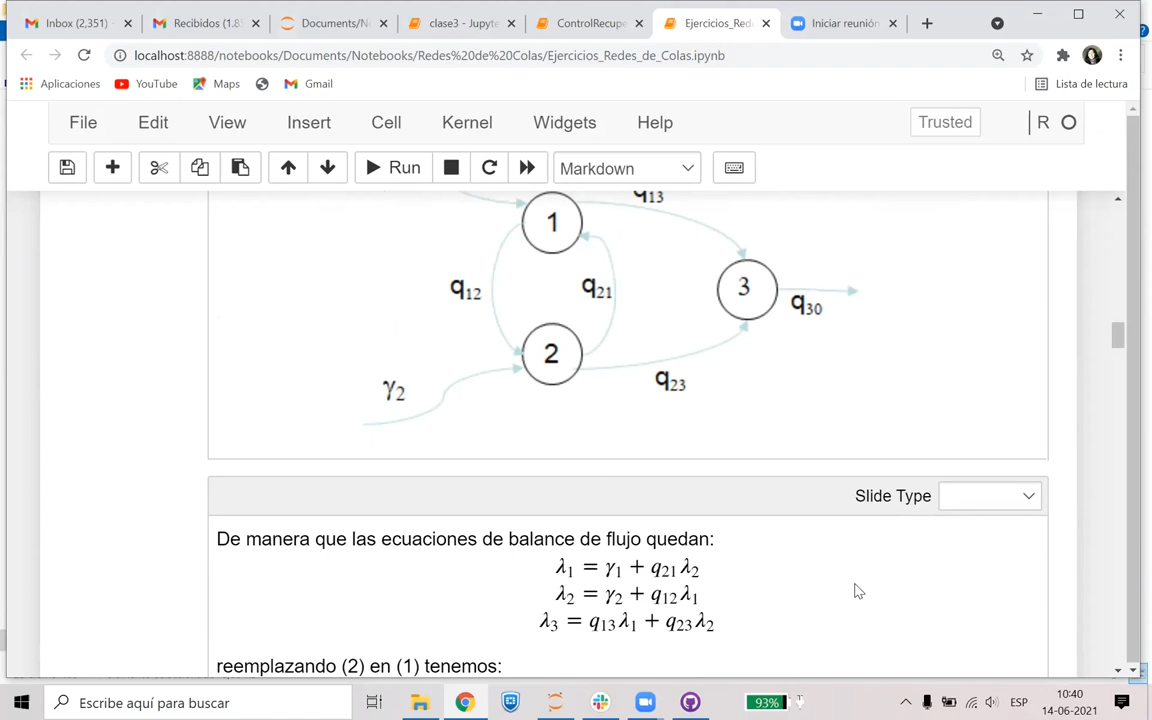 Inbox (2,351) -
Recibidos (1.85
Documents/No
clase3 - Jupyte
ControlRecupe
Ejercicios_Red
Iniciar reunión
localhost:8888/notebooks/Documents/Notebooks/Redes%20de%20Colas/Ejercicios_Redes_de_Colas.ipynb
Aplicaciones
YouTube
Maps
Gmail
Lista de lectura
File
Edit
View
Insert
Cell
Kernel
Widgets
Help
Trusted
R
Run
Markdown
q13
1
q12
q21
3
q30
2
γ2
q23
Slide Type
De manera que las ecuaciones de balance de flujo quedan:
λ1 = γ1 + q21λ2
λ2 = γ2 + q12λ1
λ3 = q13λ1 + q23λ2
reemplazando (2) en (1) tenemos:
Escribe aquí para buscar
93%
ESP
10:40
14-06-2021